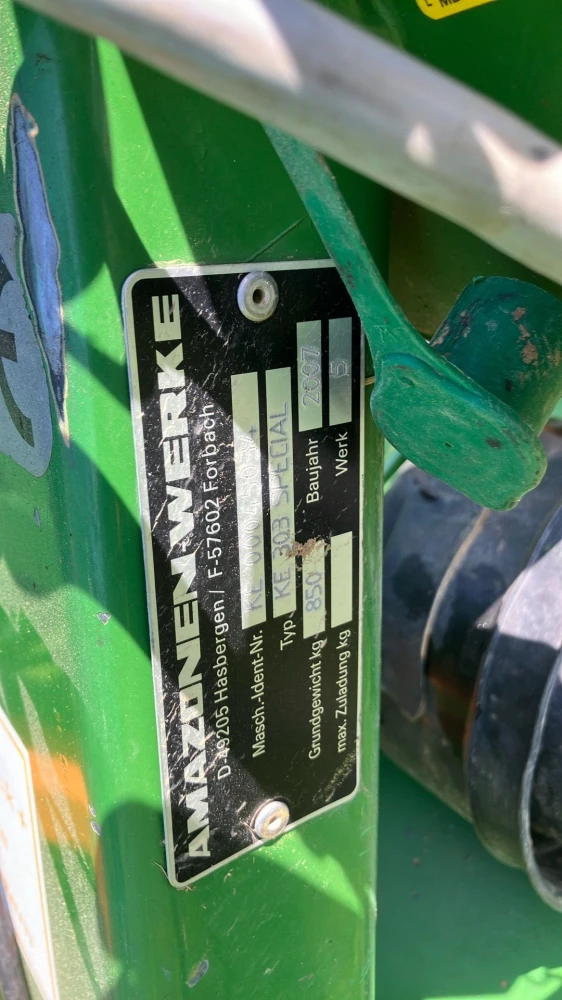 AMAZONEN-WERKE
D-49205 Hasbergen / F-57602 Forbach
Masch.-Ident-Nr.
Typ KE 303 SPECIAL
Grundgewicht kg 850 Baujahr 2007
max. Zuladung kg Werk 5